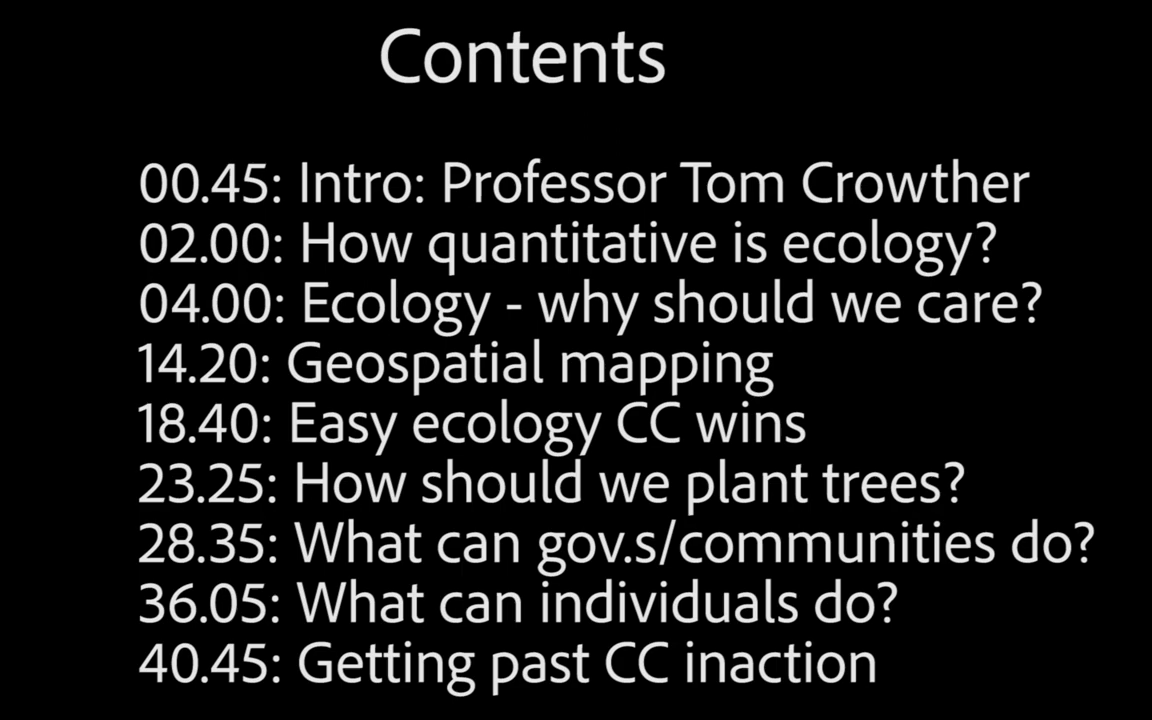 Contents
00.45: Intro: Professor Tom Crowther
02.00: How quantitative is ecology?
04.00: Ecology - why should we care?
14.20: Geospatial mapping
18.40: Easy ecology CC wins
23.25: How should we plant trees?
28.35: What can gov.s/communities do?
36.05: What can individuals do?
40.45: Getting past CC inaction